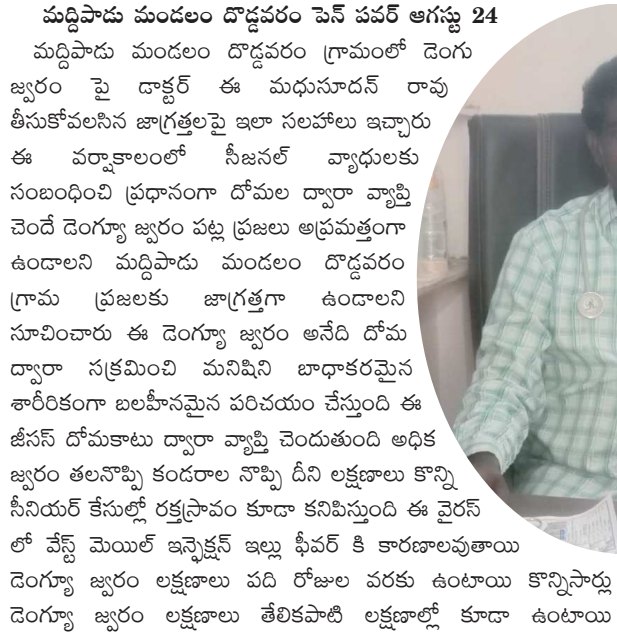 మద్దిపాడు మండలం దొడ్డవరం పెన్ పవర్ ఆగస్టు 24
మద్దిపాడు మండలం దొడ్డవరం గ్రామంలో డెంగు
జ్వరం పై డాక్టర్ ఈ మధుసూదన్ రావు
తీసుకోవలసిన జాగ్రత్తలపై ఇలా సలహాలు ఇచ్చారు
ఈ వర్షాకాలంలో సీజనల్ వ్యాధులకు
సంబంధించి ప్రధానంగా దోమల ద్వారా వ్యాప్తి
చెందే డెంగ్యూ జ్వరం పట్ల ప్రజలు అప్రమత్తంగా
ఉండాలని మద్దిపాడు మండలం దొడ్డవరం
గ్రామ ప్రజలకు జాగ్రత్తగా ఉండాలని
సూచించారు ఈ డెంగ్యూ జ్వరం అనేది దోమ
ద్వారా సక్రమించి మనిషిని బాధాకరమైన
శారీరికంగా బలహీనమైన పరిచయం చేస్తుంది ఈ
జీసస్ దోమకాటు ద్వారా వ్యాప్తి చెందుతుంది అధిక
జ్వరం తలనొప్పి కండరాల నొప్పి దీని లక్షణాలు కొన్ని
సీనియర్ కేసుల్లో రక్తస్రావం కూడా కనిపిస్తుంది ఈ వైరస్
లో వేస్ట్ మెయిల్ ఇన్ఫెక్షన్ ఇల్లు ఫీవర్ కి కారణాలవుతాయి
డెంగ్యూ జ్వరం లక్షణాలు పది రోజుల వరకు ఉంటాయి కొన్నిసార్లు
డెంగ్యూ జ్వరం లక్షణాలు తేలికపాటి లక్షణాల్లో కూడా ఉంటాయి